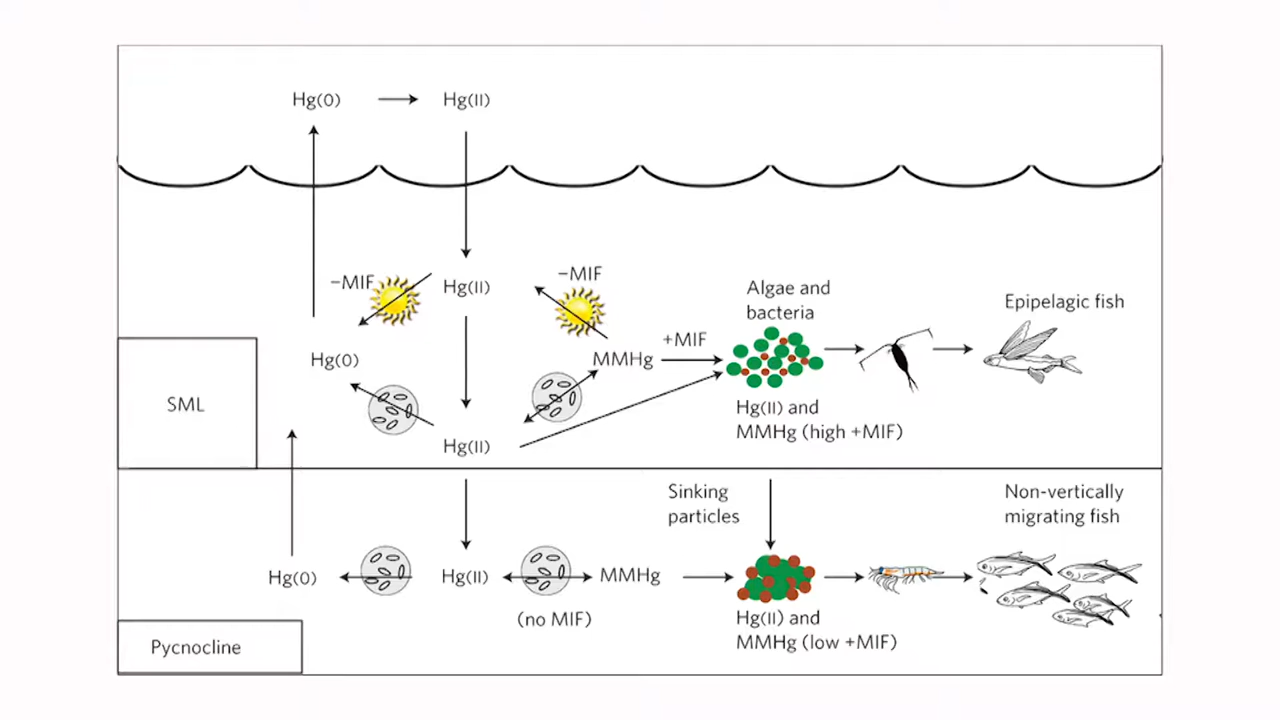 Hg(0)
Hg(II)
−MIF
Hg(II)
−MIF
Algae and
bacteria
Epipelagic fish
+MIF
Hg(0)
MMHg
SML
Hg(II) and
MMHg (high +MIF)
Hg(II)
Sinking
particles
Non-vertically
migrating fish
Hg(0)
Hg(II)
MMHg
(no MIF)
Hg(II) and
MMHg (low +MIF)
Pycnocline